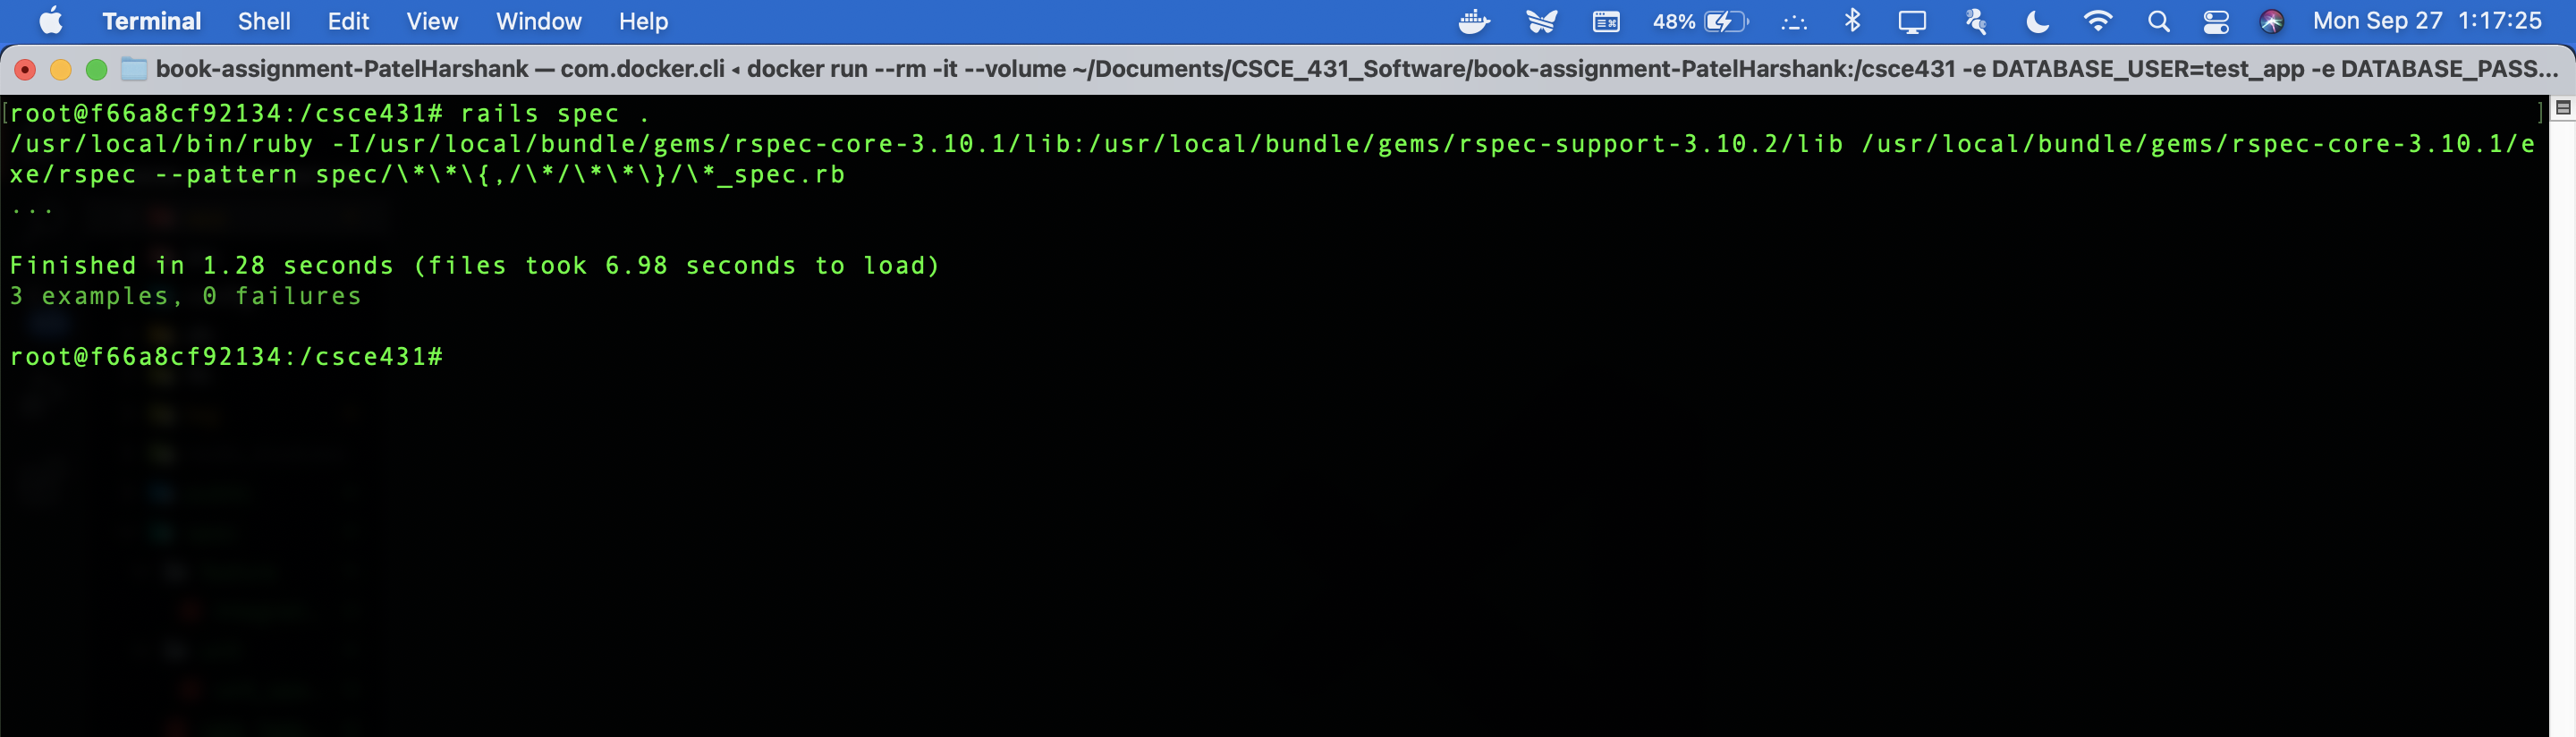 Terminal Shell Edit View Window Help 48% Mon Sep 27 1:17:25
book-assignment-PatelHarshank — com.docker.cli ◂ docker run --rm -it --volume ~/Documents/CSCE_431_Software/book-assignment-PatelHarshank:/csce431 -e DATABASE_USER=test_app -e DATABASE_PASS...
[root@f66a8cf92134:/csce431# rails spec . ]
/usr/local/bin/ruby -I/usr/local/bundle/gems/rspec-core-3.10.1/lib:/usr/local/bundle/gems/rspec-support-3.10.2/lib /usr/local/bundle/gems/rspec-core-3.10.1/e
xe/rspec --pattern spec/\*\*\{,/\*/\*\*\}/\*_spec.rb
...
Finished in 1.28 seconds (files took 6.98 seconds to load)
3 examples, 0 failures
root@f66a8cf92134:/csce431#